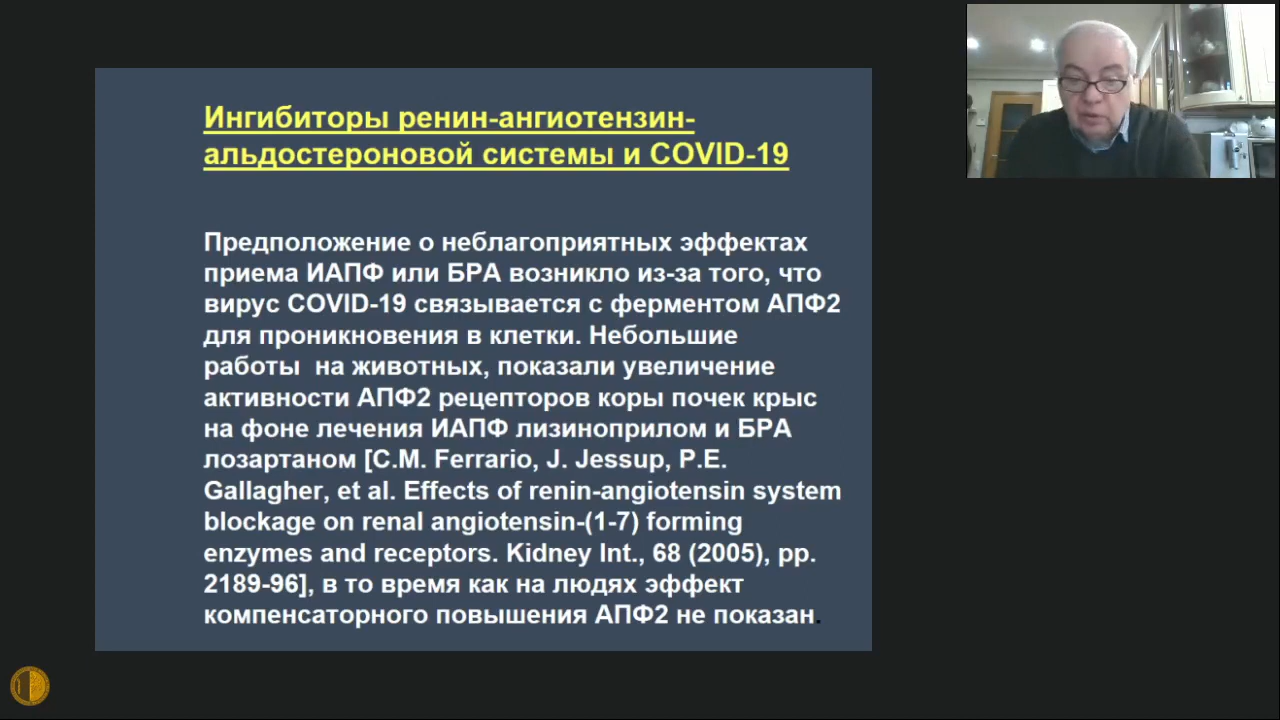 Ингибиторы ренин-ангиотензин-
альдостероновой системы и COVID-19
Предположение о неблагоприятных эффектах
приема ИАПФ или БРА возникло из-за того, что
вирус COVID-19 связывается с ферментом АПФ2
для проникновения в клетки. Небольшие
работы  на животных, показали увеличение
активности АПФ2 рецепторов коры почек крыс
на фоне лечения ИАПФ лизиноприлом и БРА
лозартаном [C.M. Ferrario, J. Jessup, P.E.
Gallagher, et al. Effects of renin-angiotensin system
blockage on renal angiotensin-(1-7) forming
enzymes and receptors. Kidney Int., 68 (2005), pp.
2189-96], в то время как на людях эффект
компенсаторного повышения АПФ2 не показан.